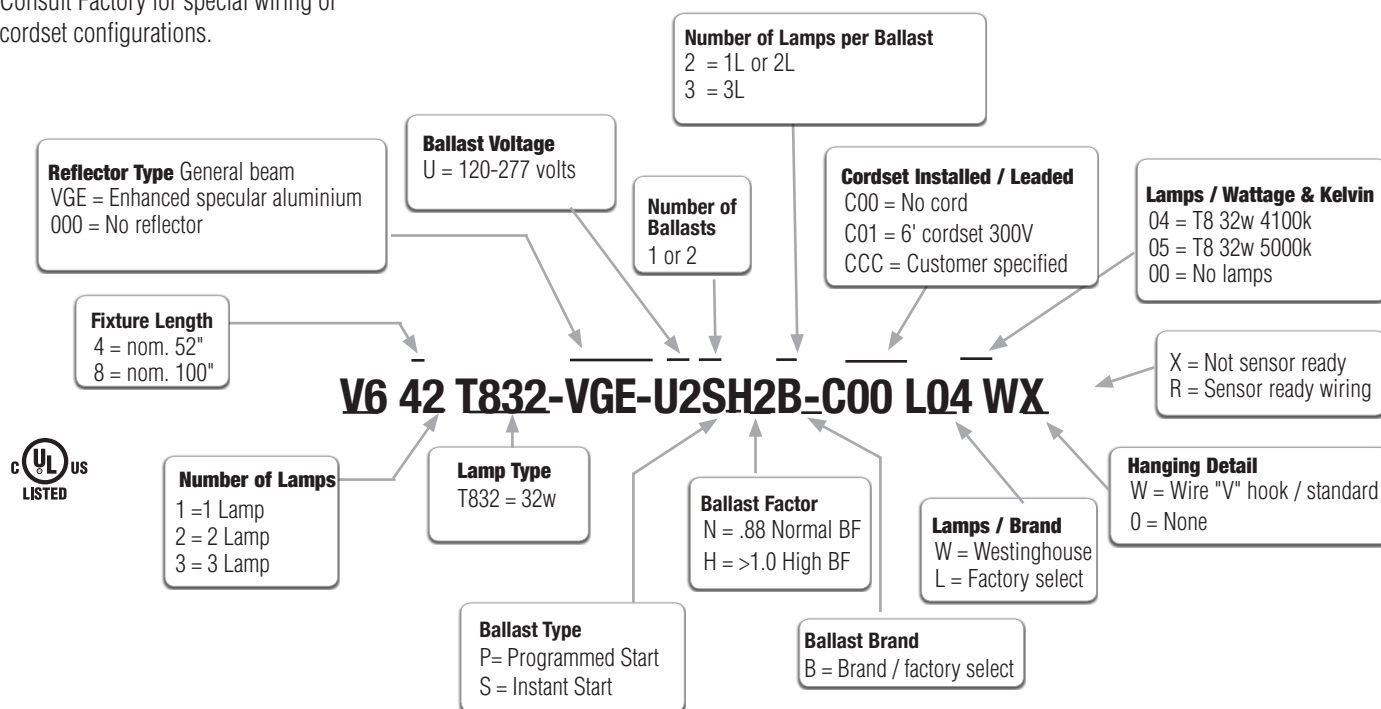 Consult Factory for special wiring or
cordset configurations.
Number of Lamps per Ballast
2 = 1L or 2L
3 = 3L
Ballast Voltage
U = 120-277 volts
Reflector Type General beam
VGE = Enhanced specular aluminium
000 = No reflector
Number of
Ballasts
1 or 2
Cordset Installed / Leaded
C00 = No cord
C01 = 6' cordset 300V
CCC = Customer specified
Lamps / Wattage & Kelvin
04 = T8 32w 4100k
05 = T8 32w 5000k
00 = No lamps
Fixture Length
4 = nom. 52"
8 = nom. 100"
X = Not sensor ready
R = Sensor ready wiring
V6 42 T832-VGE-U2SH2B-C00 L04 WX
C UL US
LISTED
Number of Lamps
1 =1 Lamp
2 = 2 Lamp
3 = 3 Lamp
Lamp Type
T832 = 32w
Ballast Factor
N = .88 Normal BF
H = >1.0 High BF
Lamps / Brand
W = Westinghouse
L = Factory select
Hanging Detail
W = Wire "V" hook / standard
0 = None
Ballast Type
P= Programmed Start
S = Instant Start
Ballast Brand
B = Brand / factory select